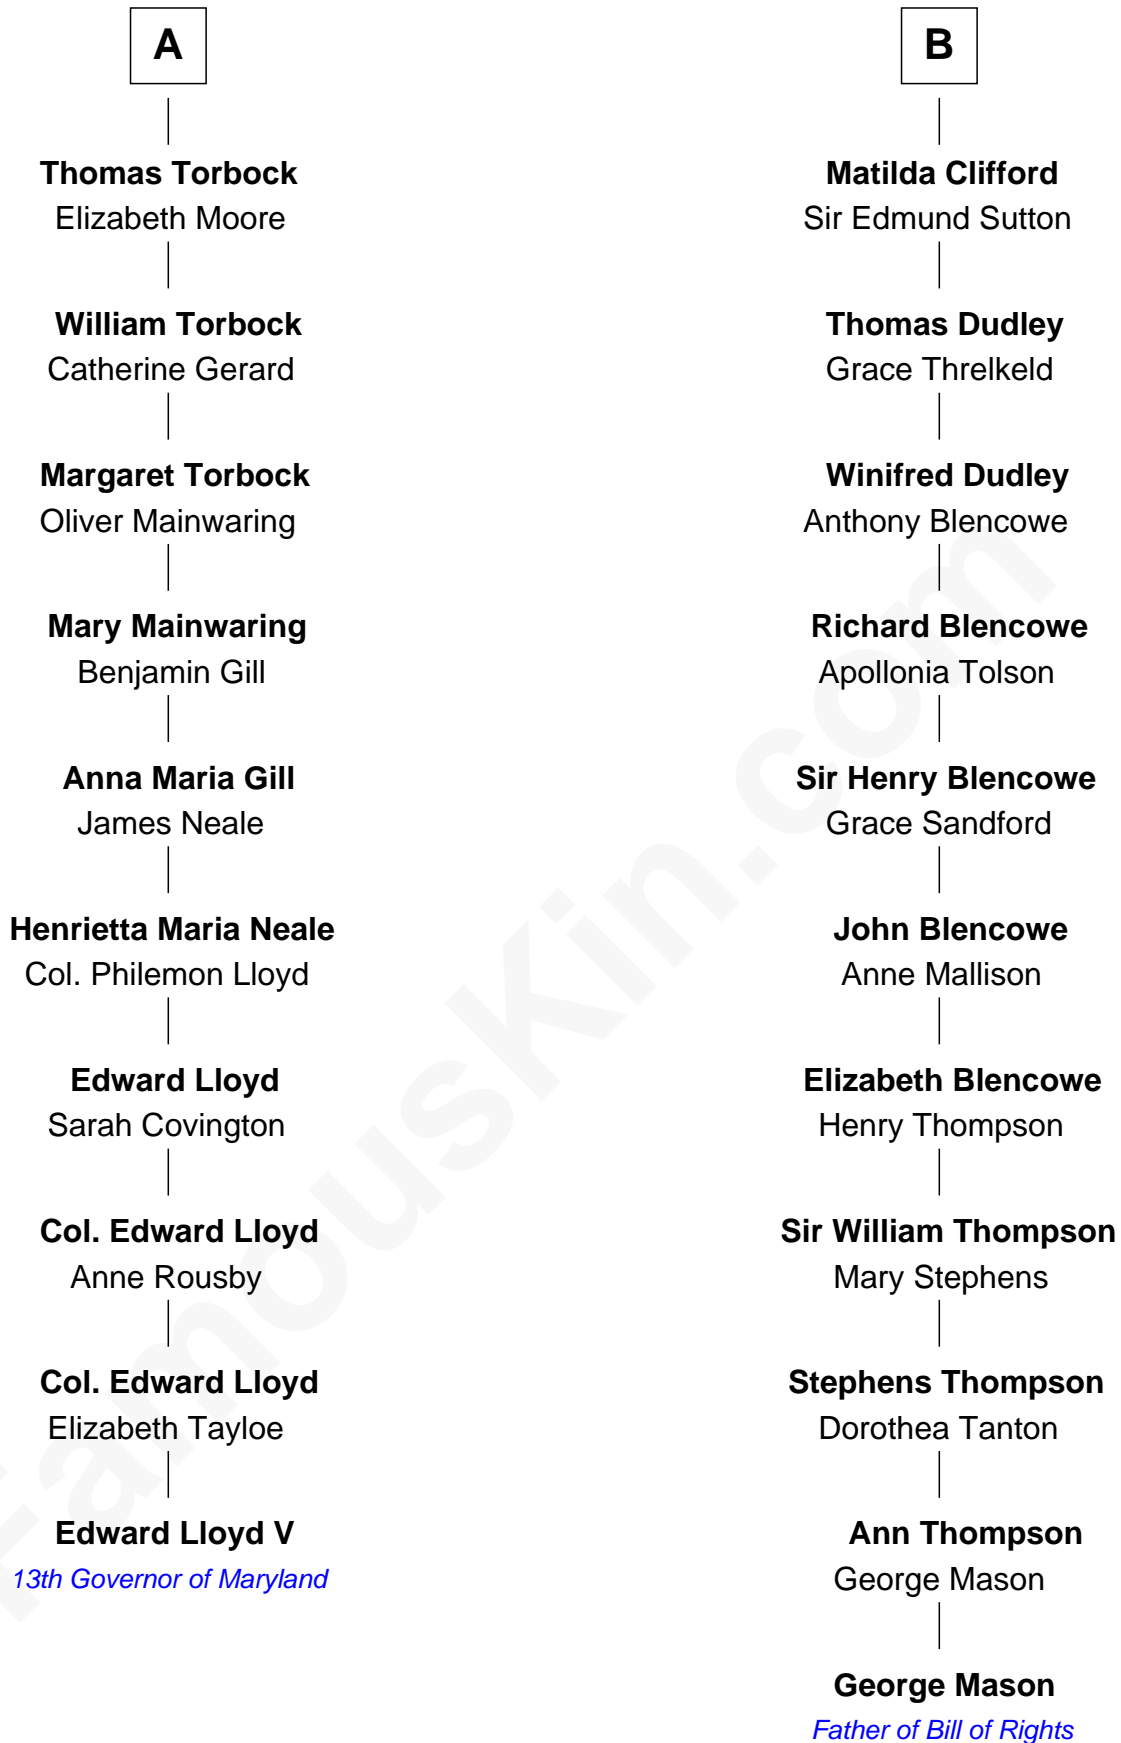 A
Thomas Torbock
Elizabeth Moore
William Torbock
Catherine Gerard
Margaret Torbock
Oliver Mainwaring
Mary Mainwaring
Benjamin Gill
Anna Maria Gill
James Neale
Henrietta Maria Neale
Col. Philemon Lloyd
Edward Lloyd
Sarah Covington
Col. Edward Lloyd
Anne Rousby
Col. Edward Lloyd
Elizabeth Tayloe
Edward Lloyd V
13th Governor of Maryland
B
Matilda Clifford
Sir Edmund Sutton
Thomas Dudley
Grace Threlkeld
Winifred Dudley
Anthony Blencowe
Richard Blencowe
Apollonia Tolson
Sir Henry Blencowe
Grace Sandford
John Blencowe
Anne Mallison
Elizabeth Blencowe
Henry Thompson
Sir William Thompson
Mary Stephens
Stephens Thompson
Dorothea Tanton
Ann Thompson
George Mason
George Mason
Father of Bill of Rights
FamousKin.com